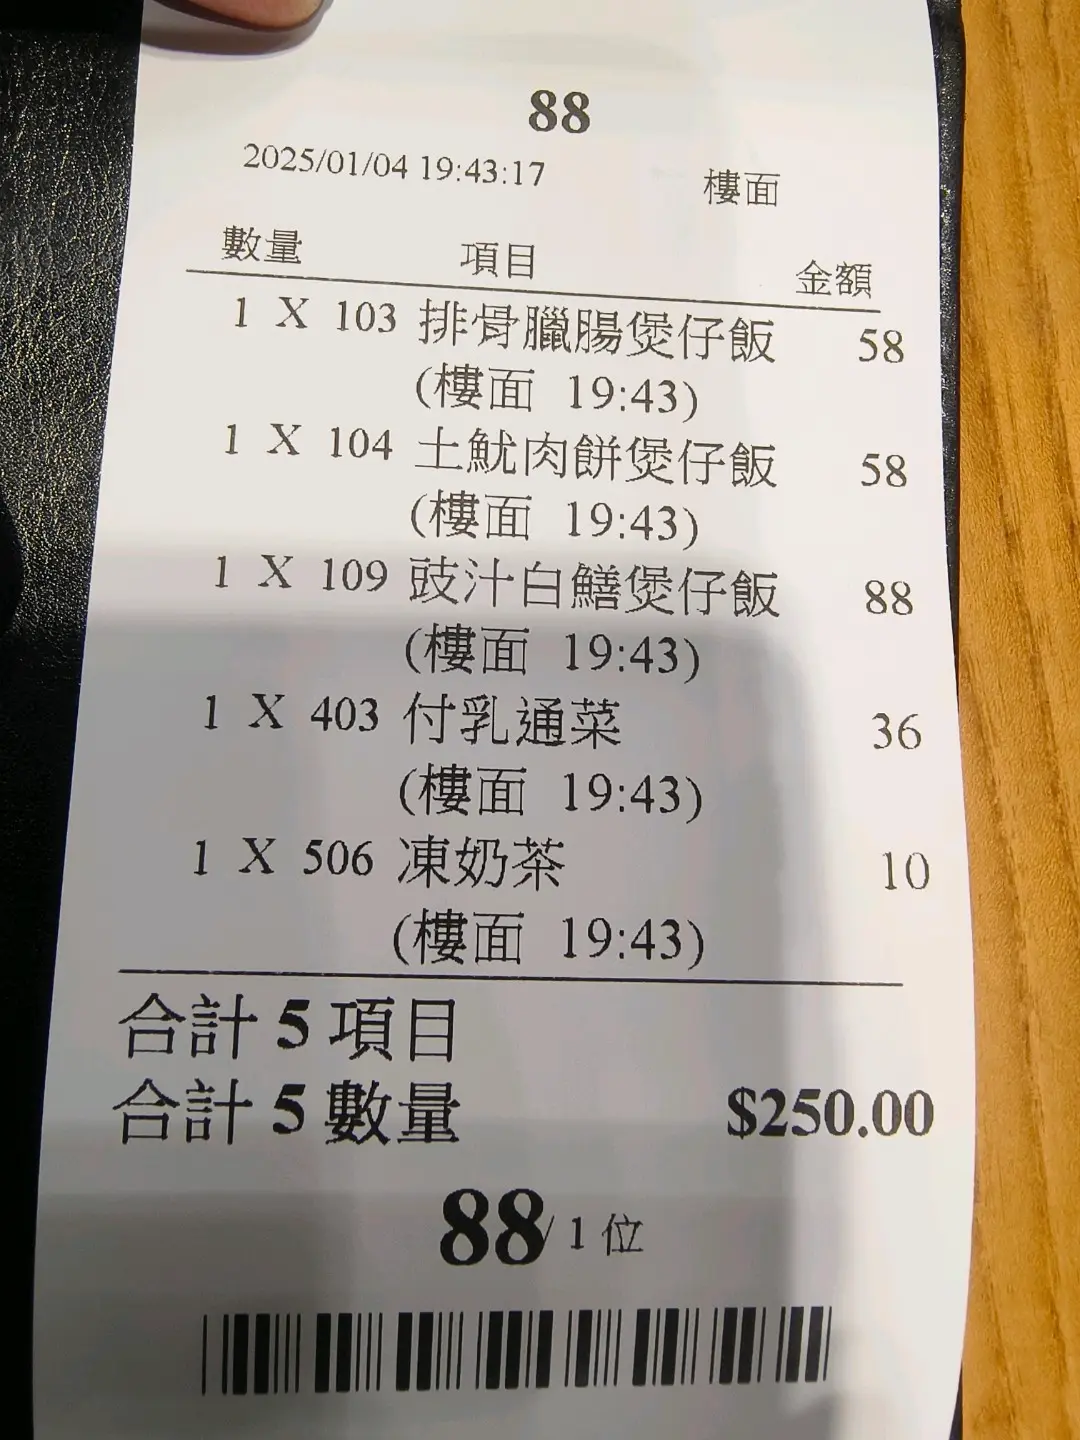 88
2025/01/04 19:43:17 樓面
數量 項目 金額
1 X 103 排骨臘腸煲仔飯 58
(樓面 19:43)
1 X 104 土魷肉餅煲仔飯 58
(樓面 19:43)
1 X 109 豉汁白鱔煲仔飯 88
(樓面 19:43)
1 X 403 付乳通菜 36
(樓面 19:43)
1 X 506 凍奶茶 10
(樓面 19:43)
合計 5 項目
合計 5 數量 $250.00
88/ 1 位